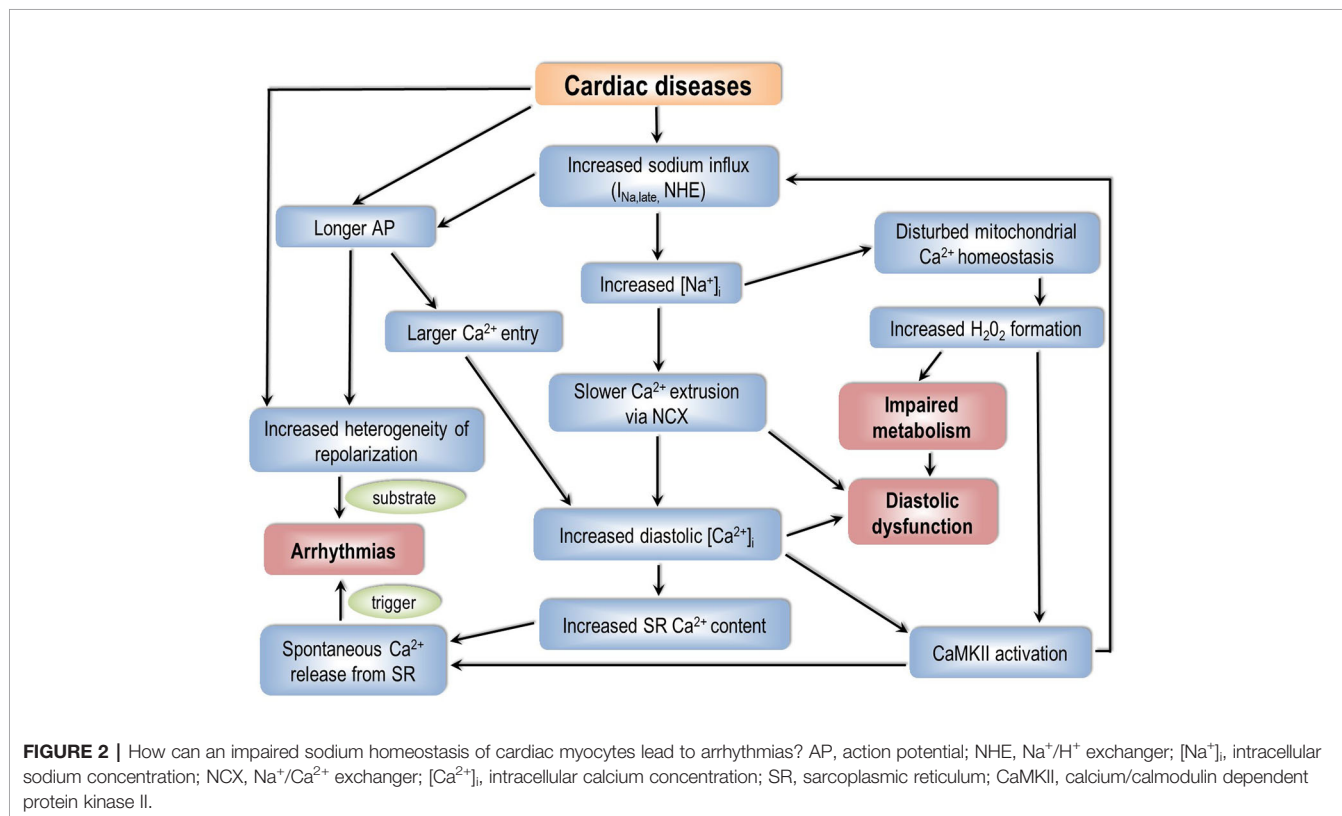 Cardiac diseases
Increased sodium influx
(I_Na,late, NHE)
Longer AP
Disturbed mitochondrial
Ca²⁺ homeostasis
Increased [Na⁺]ᵢ
Larger Ca²⁺ entry
Increased H₂0₂ formation
Slower Ca²⁺ extrusion
via NCX
Impaired
metabolism
Increased heterogeneity of
repolarization
substrate
Diastolic
dysfunction
Arrhythmias
Increased diastolic [Ca²⁺]ᵢ
trigger
Increased SR Ca²⁺ content
Spontaneous Ca²⁺
release from SR
CaMKII activation
FIGURE 2 | How can an impaired sodium homeostasis of cardiac myocytes lead to arrhythmias? AP, action potential; NHE, Na⁺/H⁺ exchanger; [Na⁺]ᵢ, intracellular
sodium concentration; NCX, Na⁺/Ca²⁺ exchanger; [Ca²⁺]ᵢ, intracellular calcium concentration; SR, sarcoplasmic reticulum; CaMKII, calcium/calmodulin dependent
protein kinase II.